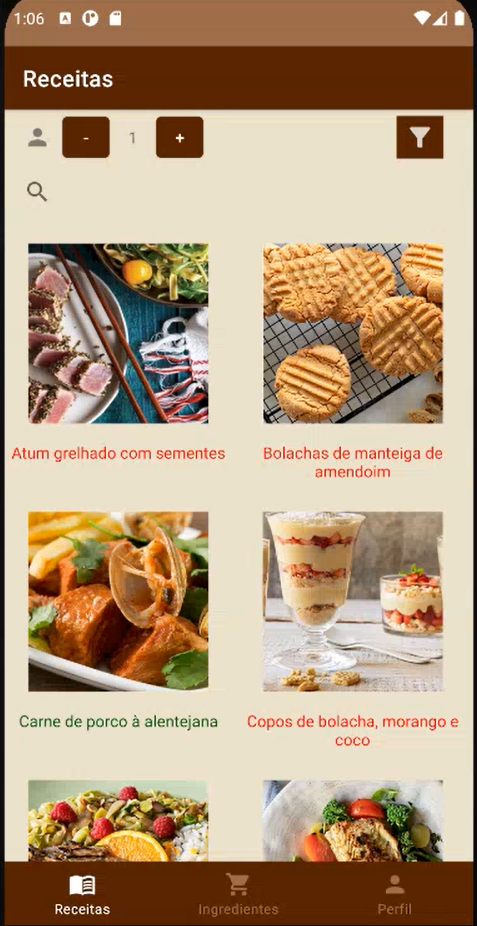 1:06
Receitas
-
1
+
Atum grelhado com sementes
Bolachas de manteiga de
amendoim
Carne de porco à alentejana
Copos de bolacha, morango e
coco
Receitas
Ingredientes
Perfil